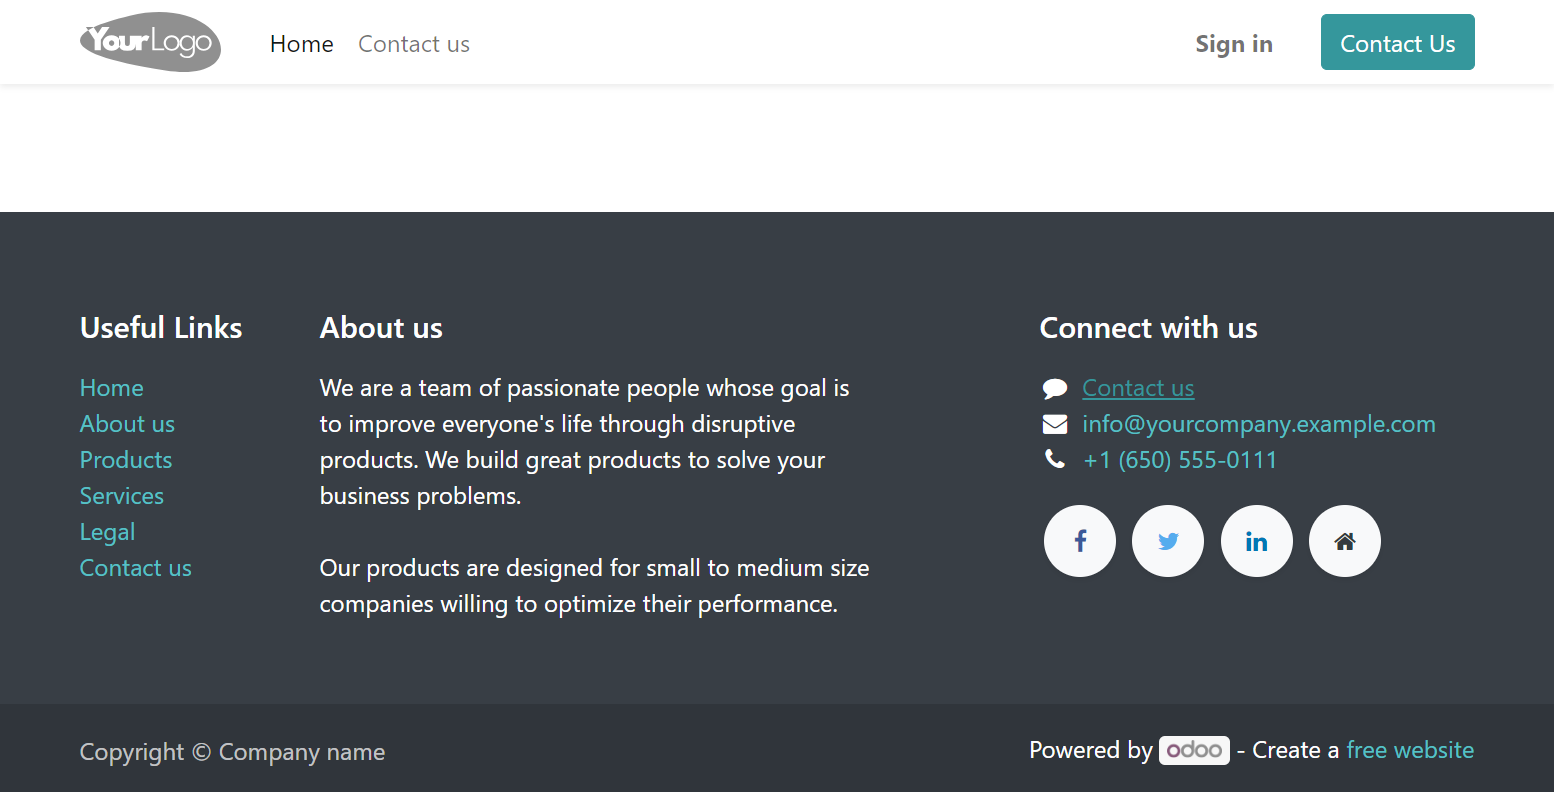 YourLogo
Home
Contact us
Sign in
Contact Us
Useful Links
Home
About us
Products
Services
Legal
Contact us
About us
We are a team of passionate people whose goal is
to improve everyone's life through disruptive
products. We build great products to solve your
business problems.
Our products are designed for small to medium size
companies willing to optimize their performance.
Connect with us
Contact us
info@yourcompany.example.com
+1 (650) 555-0111
Copyright © Company name
Powered by odoo - Create a free website